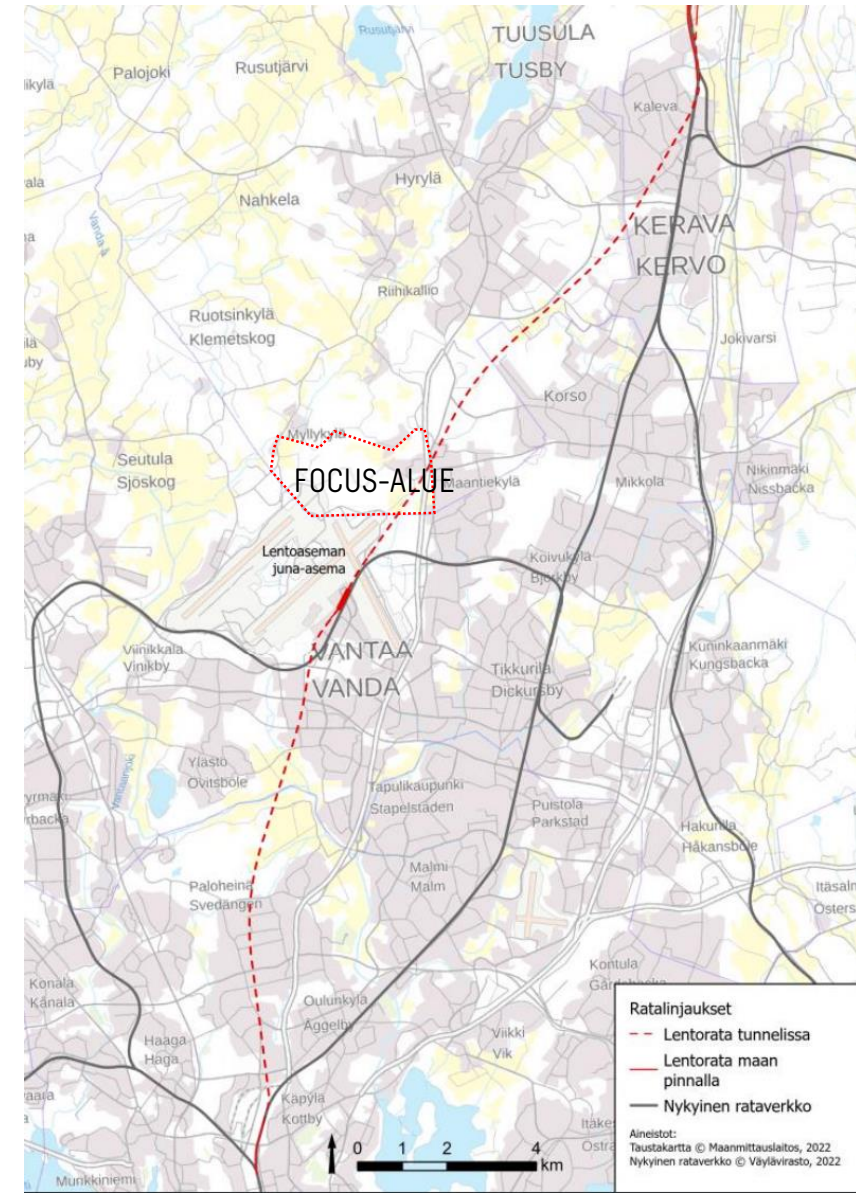 Rusutjärvi
TUUSULA
TUSBY
Palojoki
Rusutjärvi
Kaleva
Hyrylä
Nahkela
KERAVA
KERVO
Vanda å
Riihikallio
Ruotsinkylä
Klemetskog
Jokivarsi
Korso
Myllykylä
Seutula
Sjöskog
FOCUS-ALUE
Maantiekylä
Mikkola
Nikinmäki
Nissbacka
Lentoaseman
juna-asema
Koivukylä
Björkby
Viinikkala
Vinikby
VANTAA
VANDA
Tikkurila
Dickursby
Kuninkaanmäki
Kungsbacka
Vantaanjoki
Ylästö
Övitsböle
Tapulikaupunki
Stapelstaden
Puistola
Parkstad
Hakunila
Håkansböle
Malmi
Malm
Paloheinä
Svedängen
Konala
Kånala
Kontula
Oulunkylä
Åggelby
Haaga
Haga
Viikki
Vik
Käpylä
Kottby
Munkkiniemi
Ratalinjaukset
Lentorata tunnelissa
Lentorata maan
pinnalla
Nykyinen rataverkko
Aineistot:
Taustakartta © Maanmittauslaitos, 2022
Nykyinen rataverkko © Väylävirasto, 2022
0 1 2 4
km